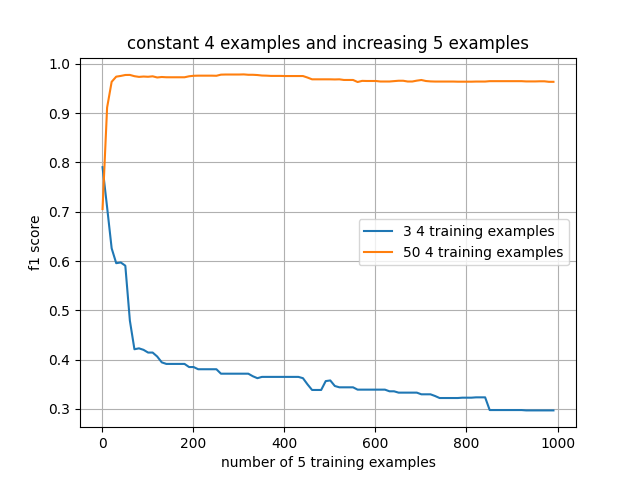 constant 4 examples and increasing 5 examples
f1 score
1.0
0.9
0.8
0.7
0.6
0.5
0.4
0.3
3 4 training examples
50 4 training examples
0 200 400 600 800 1000
number of 5 training examples